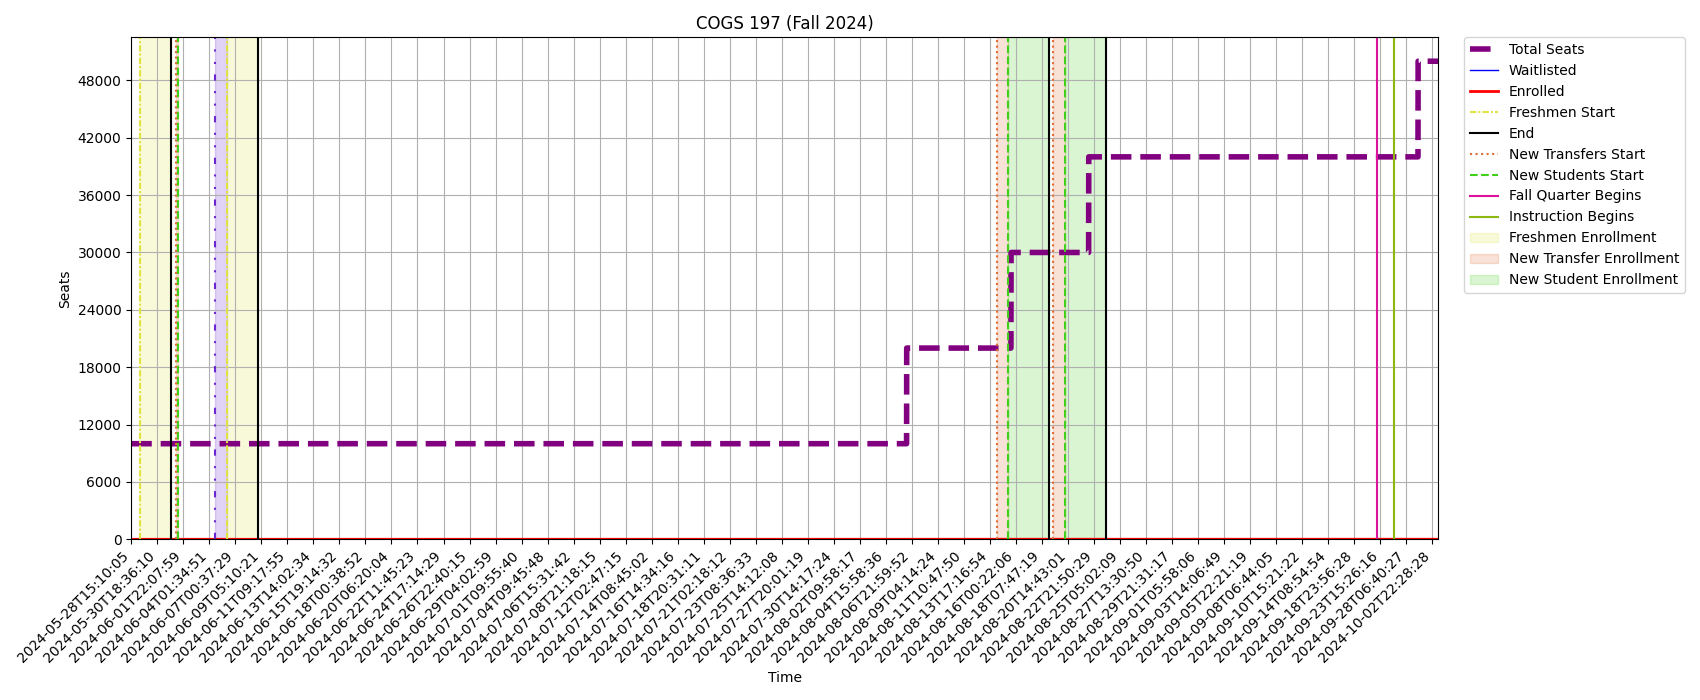 COGS 197 (Fall 2024)
Seats
48000
42000
36000
30000
24000
18000
12000
6000
0
2024-05-28T15:10:05
2024-05-30T18:36:10
2024-06-01T22:07:59
2024-06-04T01:34:51
2024-06-07T00:37:29
2024-06-09T05:10:21
2024-06-11T09:17:55
2024-06-13T14:02:34
2024-06-15T19:14:32
2024-06-18T00:38:52
2024-06-20T06:20:04
2024-06-22T11:45:23
2024-06-24T17:14:29
2024-06-26T22:40:15
2024-06-29T04:02:59
2024-07-01T09:55:40
2024-07-04T09:45:48
2024-07-06T15:31:42
2024-07-08T21:18:15
2024-07-12T02:47:15
2024-07-14T08:45:02
2024-07-16T14:34:16
2024-07-18T20:31:11
2024-07-21T02:18:12
2024-07-23T08:36:33
2024-07-25T14:12:08
2024-07-27T20:01:19
2024-07-30T14:17:24
2024-08-02T09:58:17
2024-08-04T15:58:36
2024-08-06T21:59:52
2024-08-09T04:14:24
2024-08-11T10:47:50
2024-08-13T17:16:54
2024-08-16T00:22:06
2024-08-18T07:47:19
2024-08-20T14:43:01
2024-08-22T21:50:29
2024-08-25T05:02:09
2024-08-27T13:30:50
2024-08-29T21:31:17
2024-09-01T05:58:06
2024-09-03T14:06:49
2024-09-05T22:21:19
2024-09-08T06:44:05
2024-09-10T15:21:22
2024-09-14T08:54:54
2024-09-18T23:56:28
2024-09-23T15:26:16
2024-09-28T06:40:27
2024-10-02T22:28:28
Time
Total Seats
Waitlisted
Enrolled
Freshmen Start
End
New Transfers Start
New Students Start
Fall Quarter Begins
Instruction Begins
Freshmen Enrollment
New Transfer Enrollment
New Student Enrollment